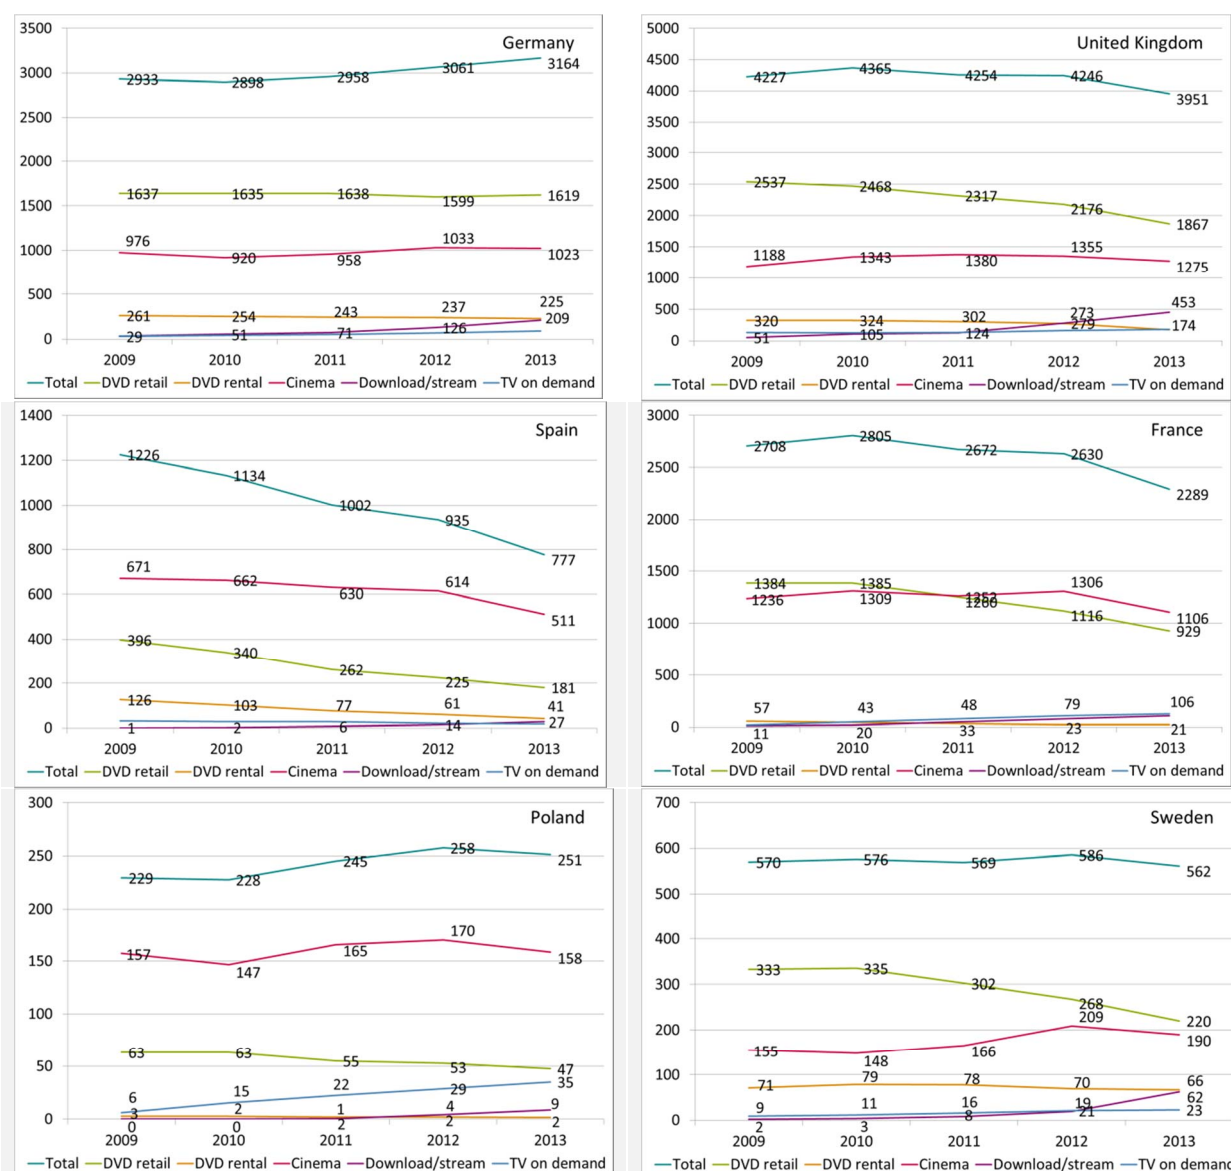 Germany
3500
3000
2500
2000
1500
1000
500
0
2933 2898 2958 3061 3164
1637 1635 1638 1599 1619
976 920 958 1033 1023
261 254 243 237 225
29 51 71 126 209
2009 2010 2011 2012 2013
Total DVD retail DVD rental Cinema Download/stream TV on demand
United Kingdom
5000
4500
4000
3500
3000
2500
2000
1500
1000
500
0
4227 4365 4254 4246 3951
2537 2468 2317 2176 1867
1188 1343 1380 1355 1275
320 324 302 273 453
51 105 124 279 174
2009 2010 2011 2012 2013
Total DVD retail DVD rental Cinema Download/stream TV on demand
Spain
1400
1200
1000
800
600
400
200
0
1226 1134 1002 935 777
671 662 630 614 511
396 340 262 225 181
126 103 77 61 41
1 2 6 14 27
2009 2010 2011 2012 2013
Total DVD retail DVD rental Cinema Download/stream TV on demand
France
3000
2500
2000
1500
1000
500
0
2708 2805 2672 2630 2289
1384 1385 1252 1306 1106
1236 1309 1260 1116 929
57 43 48 79 106
11 20 33 23 21
2009 2010 2011 2012 2013
Total DVD retail DVD rental Cinema Download/stream TV on demand
Poland
300
250
200
150
100
50
0
229 228 245 258 251
157 147 165 170 158
63 63 55 53 47
6 15 22 29 35
3 2 1 4 9
0 0 2 2 2
2009 2010 2011 2012 2013
Total DVD retail DVD rental Cinema Download/stream TV on demand
Sweden
700
600
500
400
300
200
100
0
570 576 569 586 562
333 335 302 268 220
155 148 166 209 190
71 79 78 70 66
9 11 16 19 62
2 3 8 21 23
2009 2010 2011 2012 2013
Total DVD retail DVD rental Cinema Download/stream TV on demand